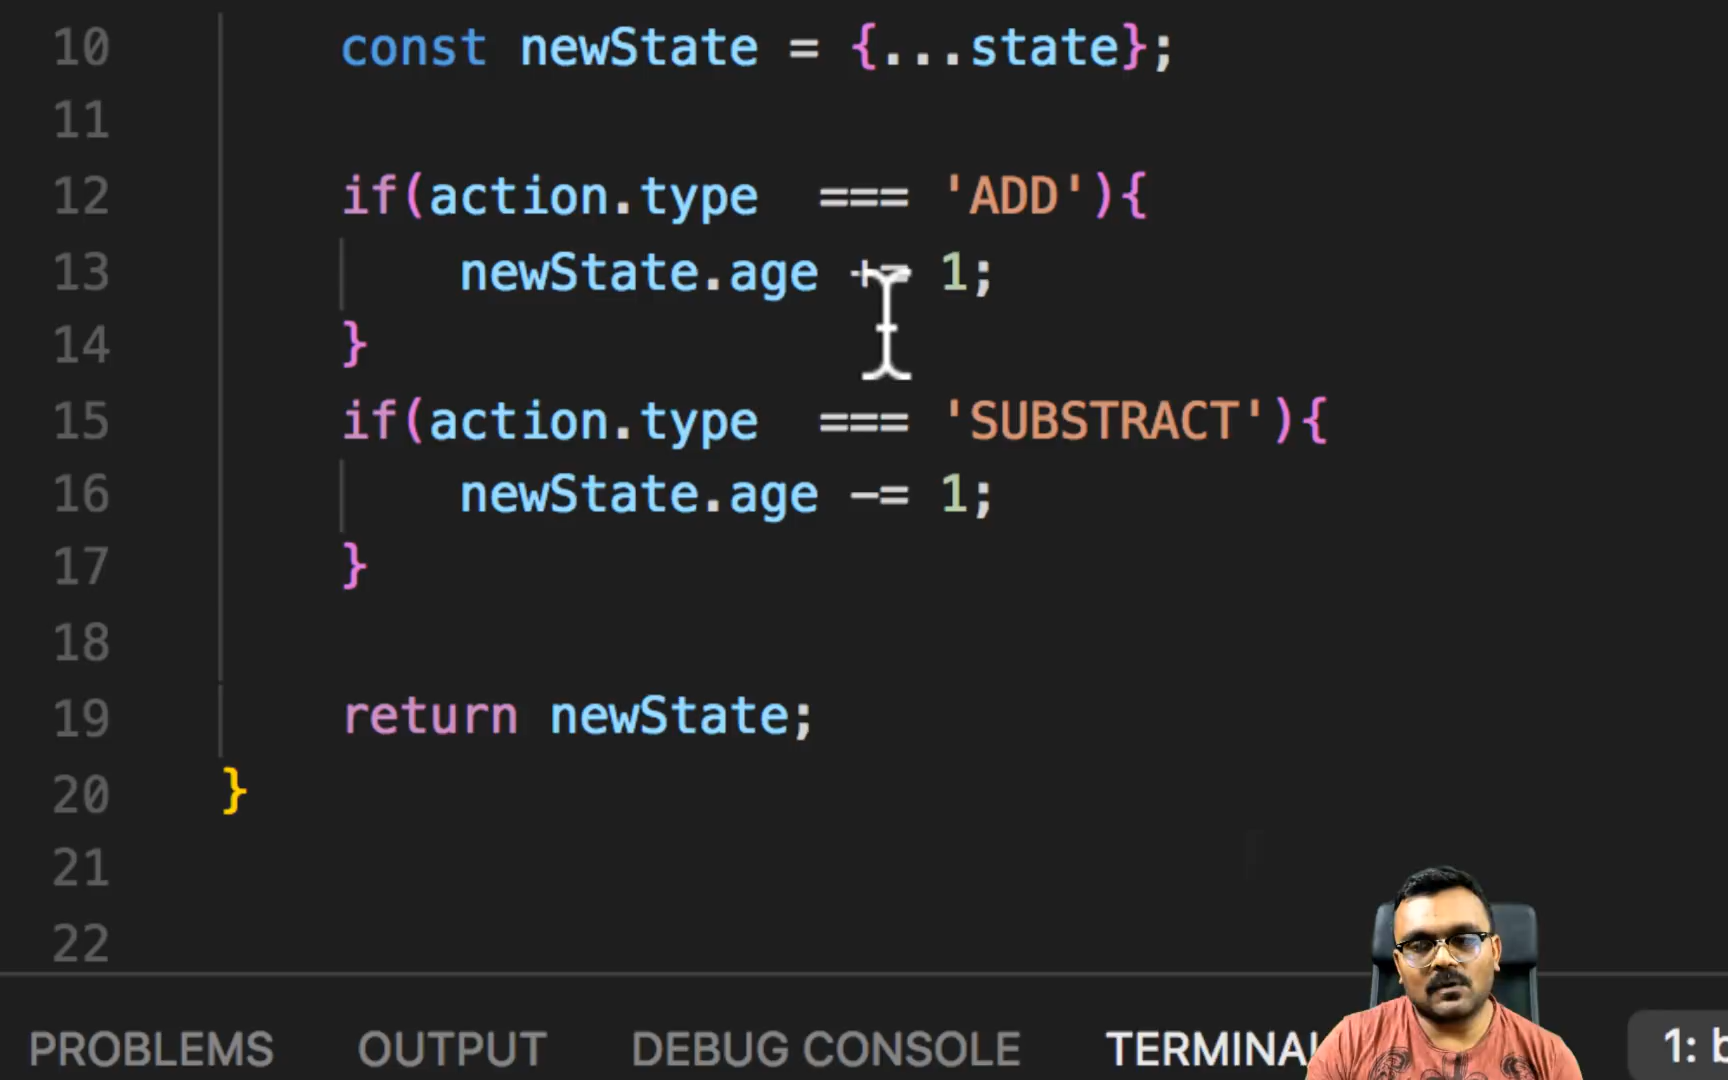 10 const newState = {...state};
11
12 if(action.type  === 'ADD'){
13 newState.age += 1;
14 }
15 if(action.type  === 'SUBSTRACT'){
16 newState.age -= 1;
17 }
18
19 return newState;
20 }
21
22
PROBLEMS OUTPUT DEBUG CONSOLE TERMINAL 1: b